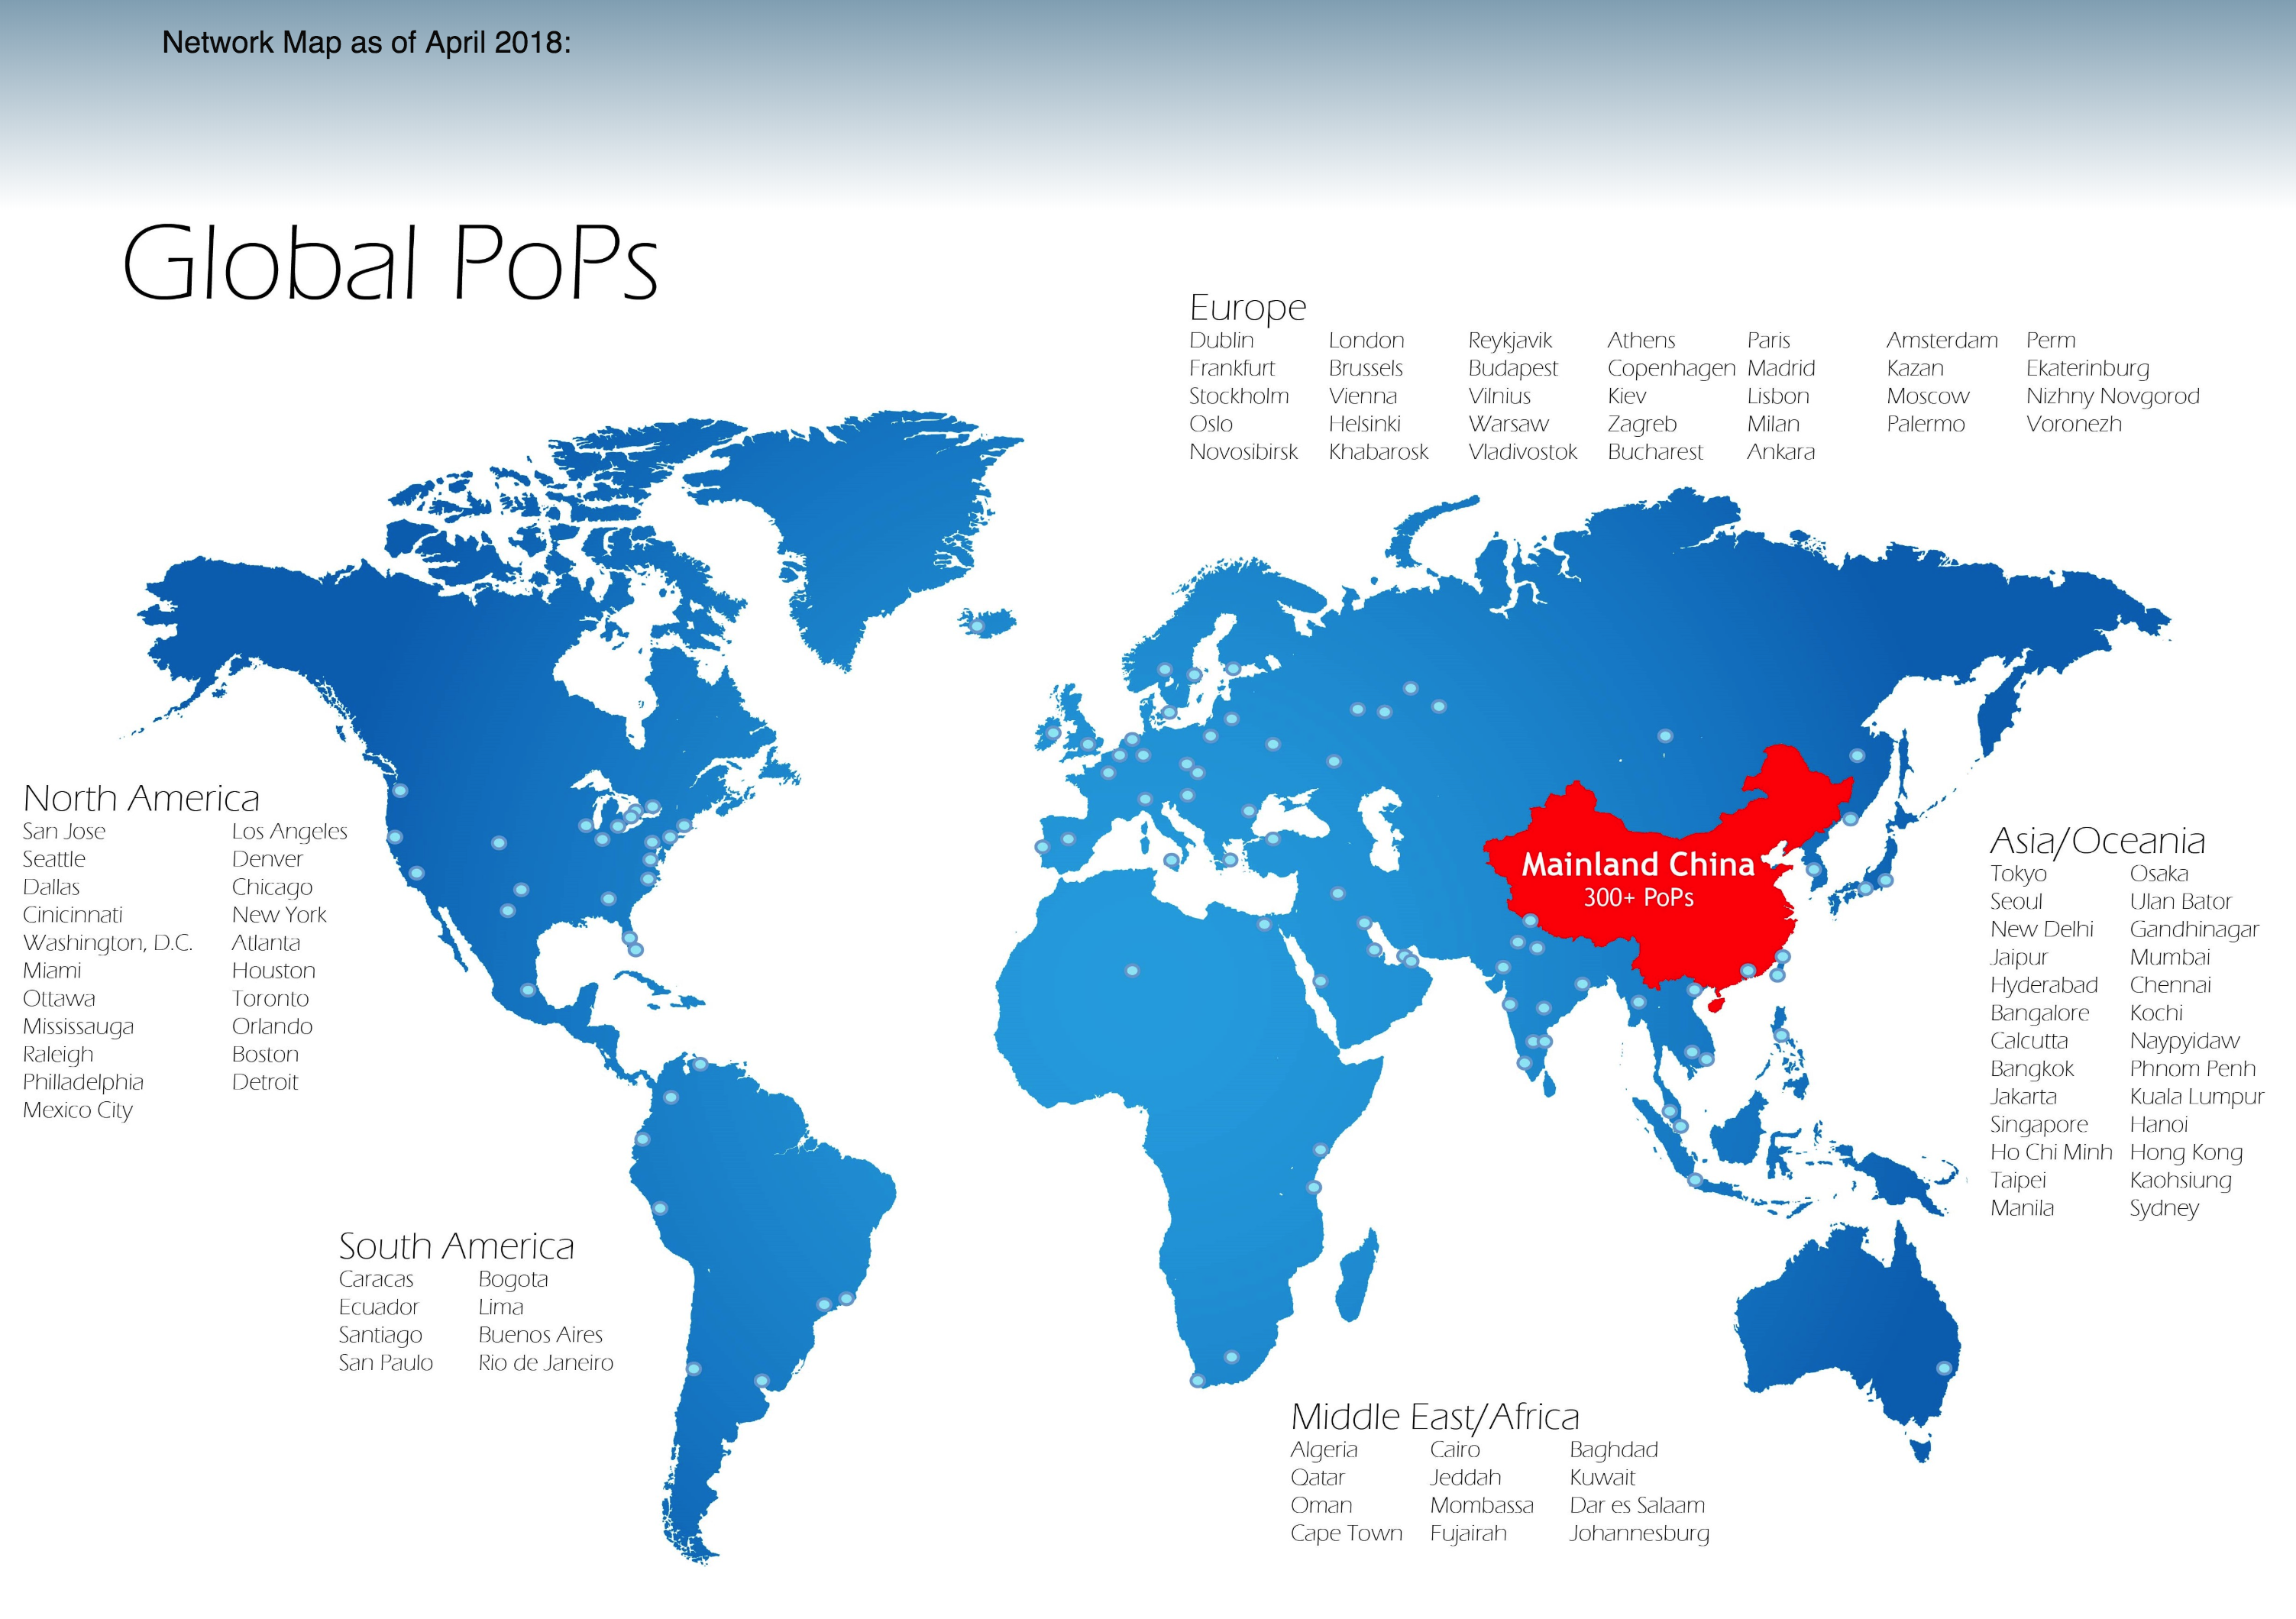 Network Map as of April 2018:
Global PoPs
Europe
Dublin London Reykjavik Athens Paris Amsterdam Perm
Frankfurt Brussels Budapest Copenhagen Madrid Kazan Ekaterinburg
Stockholm Vienna Vilnius Kiev Lisbon Moscow Nizhny Novgorod
Oslo Helsinki Warsaw Zagreb Milan Palermo Voronezh
Novosibirsk Khabarosk Vladivostok Bucharest Ankara
North America
San Jose Los Angeles
Seattle Denver
Dallas Chicago
Cinicinnati New York
Washington, D.C. Atlanta
Miami Houston
Ottawa Toronto
Mississauga Orlando
Raleigh Boston
Philladelphia Detroit
Mexico City
Mainland China
300+ PoPs
Asia/Oceania
Tokyo Osaka
Seoul Ulan Bator
New Delhi Gandhinagar
Jaipur Mumbai
Hyderabad Chennai
Bangalore Kochi
Calcutta Naypyidaw
Bangkok Phnom Penh
Jakarta Kuala Lumpur
Singapore Hanoi
Ho Chi Minh Hong Kong
Taipei Kaohsiung
Manila Sydney
South America
Caracas Bogota
Ecuador Lima
Santiago Buenos Aires
San Paulo Rio de Janeiro
Middle East/Africa
Algeria Cairo Baghdad
Qatar Jeddah Kuwait
Oman Mombassa Dar es Salaam
Cape Town Fujairah Johannesburg